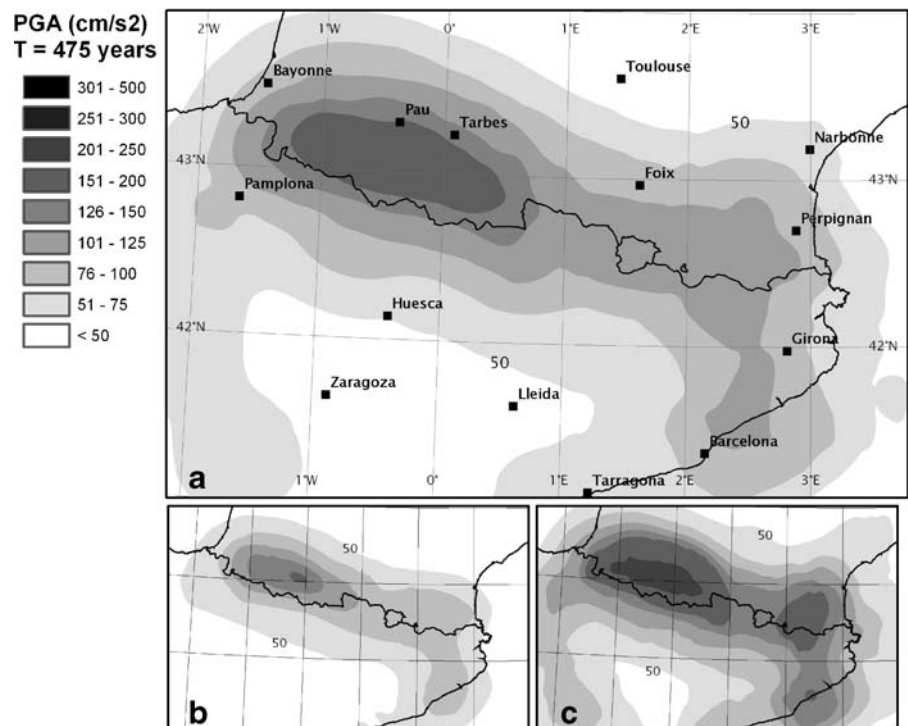 PGA (cm/s2)
T = 475 years
301 - 500
251 - 300
201 - 250
151 - 200
126 - 150
101 - 125
76 - 100
51 - 75
< 50
2°W
1°W
0°
1°E
2°E
3°E
Bayonne
Toulouse
Pau
Tarbes
50
Narbonne
43°N
Foix
43°N
Pamplona
Perpignan
Huesca
42°N
Girona
42°N
50
Zaragoza
Lleida
Barcelona
a
1°W
0°
Tarragona
1°E
2°E
3°E
50
50
b
50
50
c